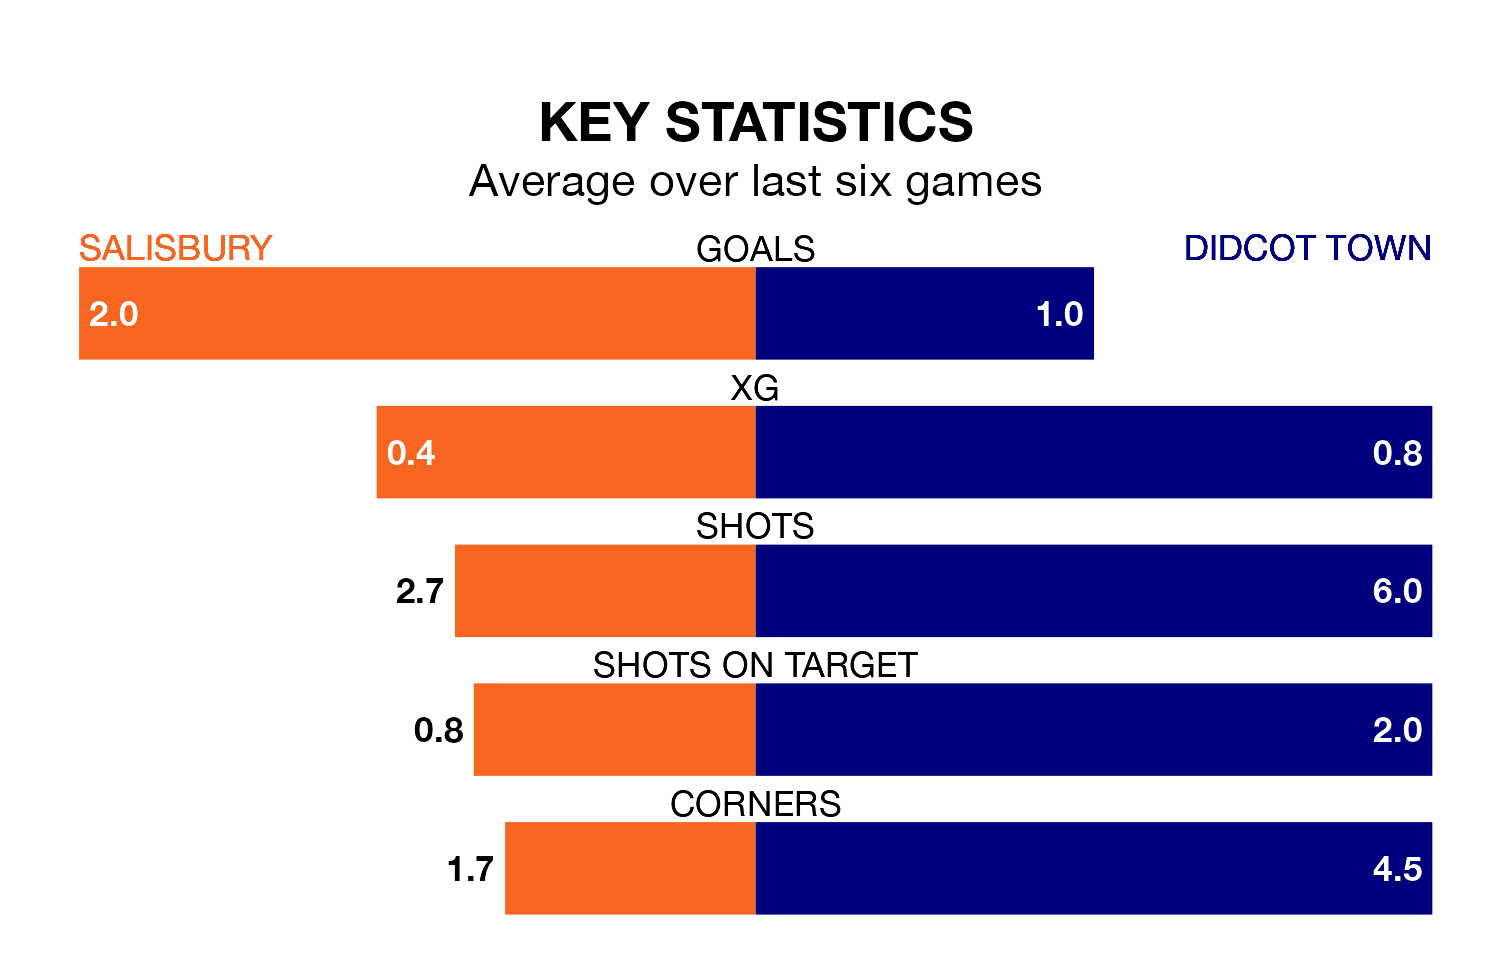 KEY STATISTICS
Average over last six games
SALISBURY GOALS DIDCOT TOWN
2.0 1.0
XG
0.4 0.8
SHOTS
2.7 6.0
SHOTS ON TARGET
0.8 2.0
CORNERS
1.7 4.5